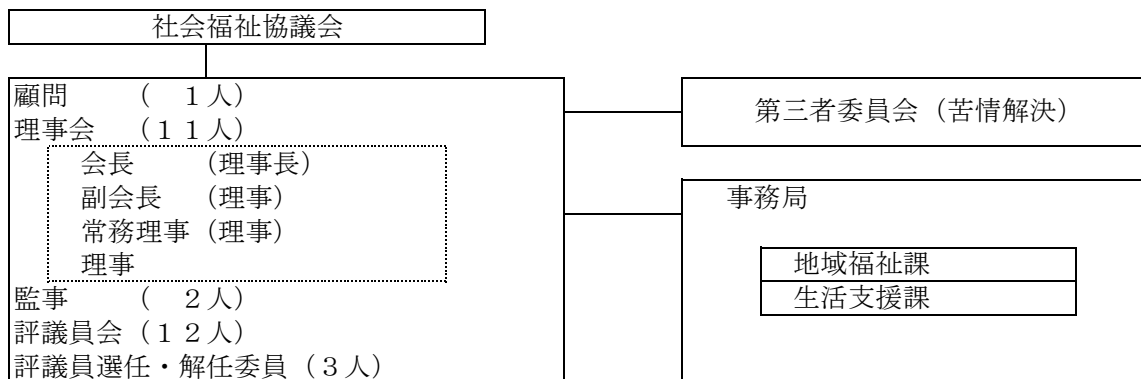 社会福祉協議会
顧問　　（　１人）
理事会　（１１人）
会長　　（理事長）
副会長　（理事）
常務理事（理事）
理事
監事　　（　２人）
評議員会（１２人）
評議員選任・解任委員（３人）
第三者委員会（苦情解決）
事務局
地域福祉課
生活支援課